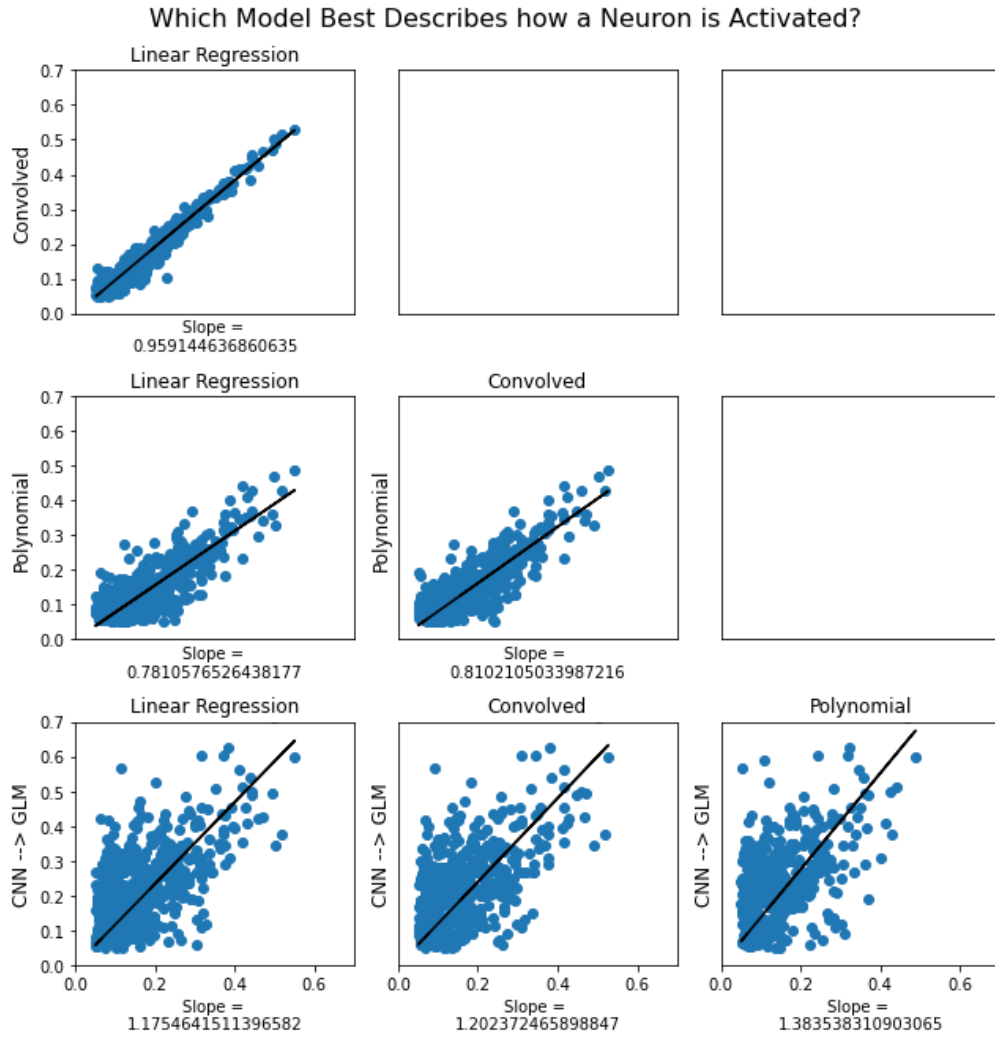 Which Model Best Describes how a Neuron is Activated?
Linear Regression
0.7
0.6
0.5
0.4
0.3
0.2
0.1
0.0
Convolved
Slope =
0.959144636860635
Linear Regression
Convolved
0.7
0.6
0.5
0.4
0.3
0.2
0.1
0.0
Polynomial
Polynomial
Slope =
0.7810576526438177
Slope =
0.81021050339872​16
Linear Regression
Convolved
Polynomial
0.7
0.6
0.5
0.4
0.3
0.2
0.1
0.0
CNN --> GLM
CNN --> GLM
CNN --> GLM
0.0 0.2 0.4 0.6
0.0 0.2 0.4 0.6
0.0 0.2 0.4 0.6
Slope =
1.1754641511396582
Slope =
1.202372465898847
Slope =
1.3835383109030​65